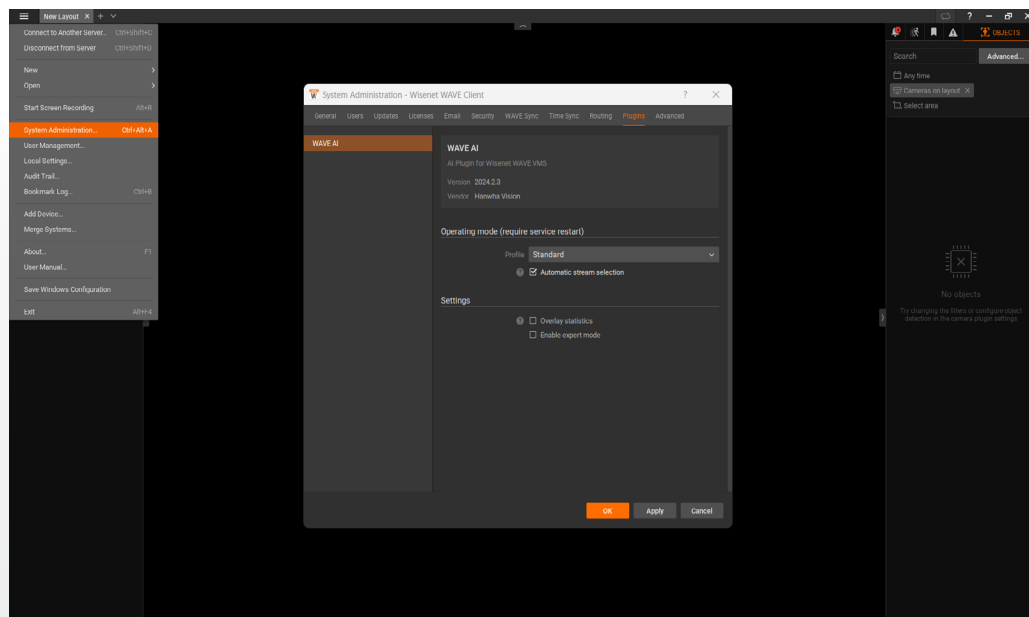 New Layout
Connect to Another Server... Ctrl+Shift+C
Disconnect from Server Ctrl+Shift+D
New
Open
Start Screen Recording Alt+R
System Administration... Ctrl+Alt+A
User Management...
Local Settings...
Audit Trail...
Bookmark Log... Ctrl+B
Add Device...
Merge Systems...
About... F1
User Manual...
Save Windows Configuration
Exit Alt+F4
System Administration - Wisenet WAVE Client
General Users Updates Licenses Email Security WAVE Sync Time Sync Routing Plugins Advanced
WAVE AI
WAVE AI
AI Plugin for Wisenet WAVE VMS
Version 2024.2.3
Vendor Hanwha Vision
Operating mode (require service restart)
Profile Standard
Automatic stream selection
Settings
Overlay statistics
Enable expert mode
OK Apply Cancel
OBJECTS
Search Advanced...
Any time
Cameras on layout
Select area
No objects
Try changing the filters or configure object
detection in the camera plugin settings